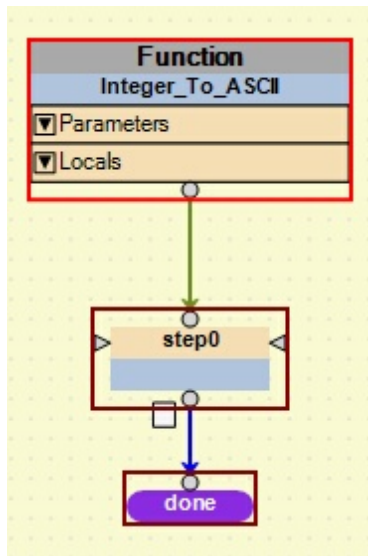 Function
Integer_To_ASCII
Parameters
Locals
step0
done